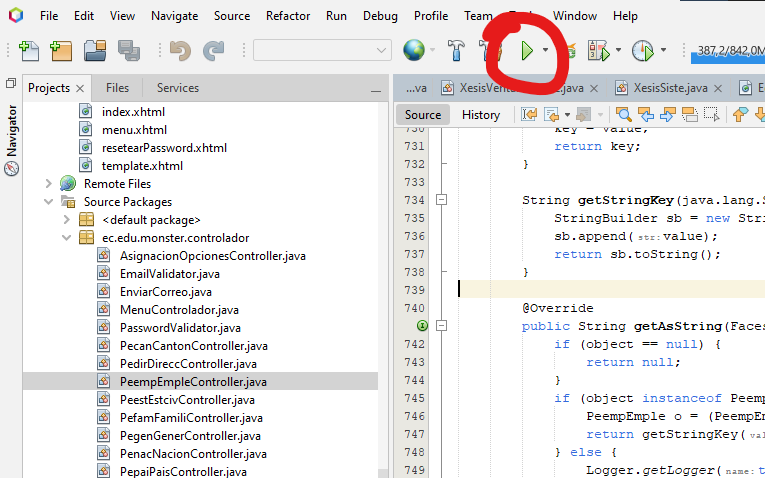 File Edit View Navigate Source Refactor Run Debug Profile Team Window Help
387,2/842,0M
Projects Files Services
...va XesisVent .java XesisSiste.java E
Source History
Navigator
index.xhtml
menu.xhtml
resetearPassword.xhtml
template.xhtml
Remote Files
Source Packages
<default package>
ec.edu.monster.controlador
AsignacionOpcionesController.java
EmailValidator.java
EnviarCorreo.java
MenuControlador.java
PasswordValidator.java
PecanCantonController.java
PedirDireccController.java
PeempEmpleController.java
PeestEstcivController.java
PefamFamiliController.java
PegenGenerController.java
PenacNacionController.java
PepaiPaisController.java
730 key = value;
731 return key;
732 }
733
734 String getStringKey(java.lang.S
735 StringBuilder sb = new Stri
736 sb.append(str:value);
737 return sb.toString();
738 }
739
740 @Override
public String getAsString(Faces
742 if (object == null) {
743 return null;
744 }
745 if (object instanceof Peemp
746 PeempEmple o = (PeempEm
747 return getStringKey(va
748 } else {
749 Logger.getLogger(name:t